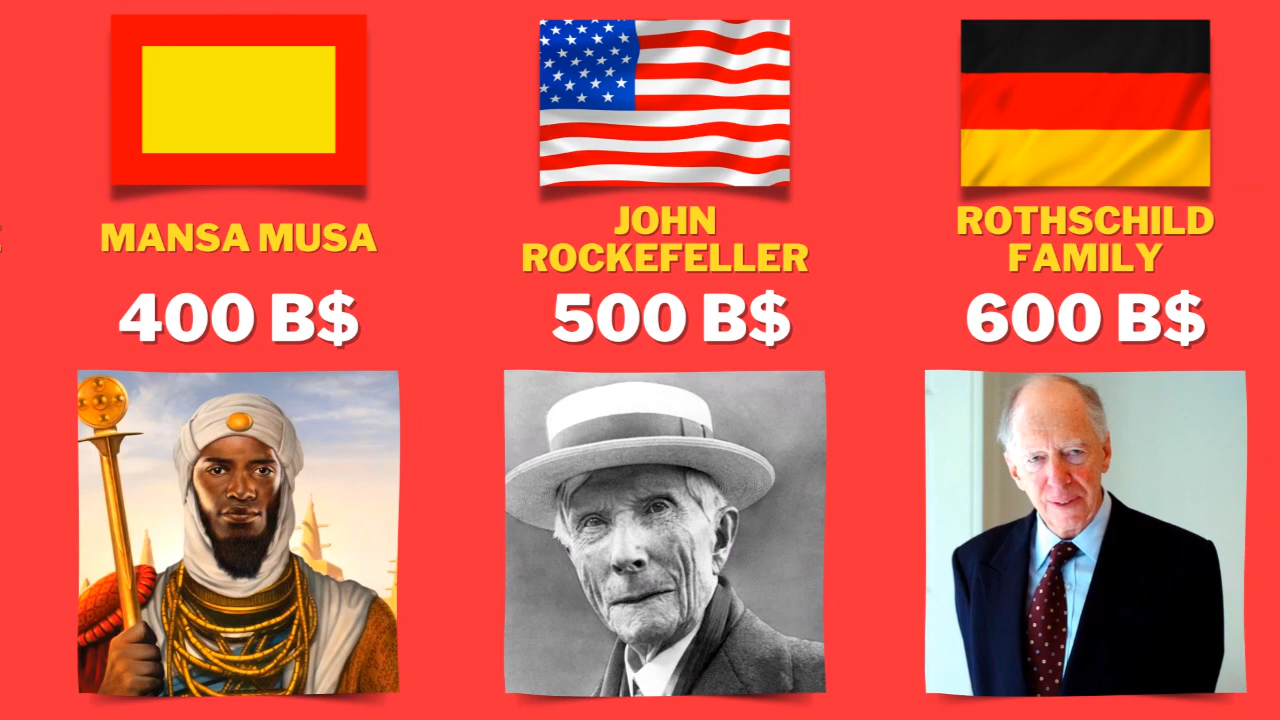 MANSA MUSA
400 B$
JOHN
ROCKEFELLER
500 B$
ROTHSCHILD
FAMILY
600 B$